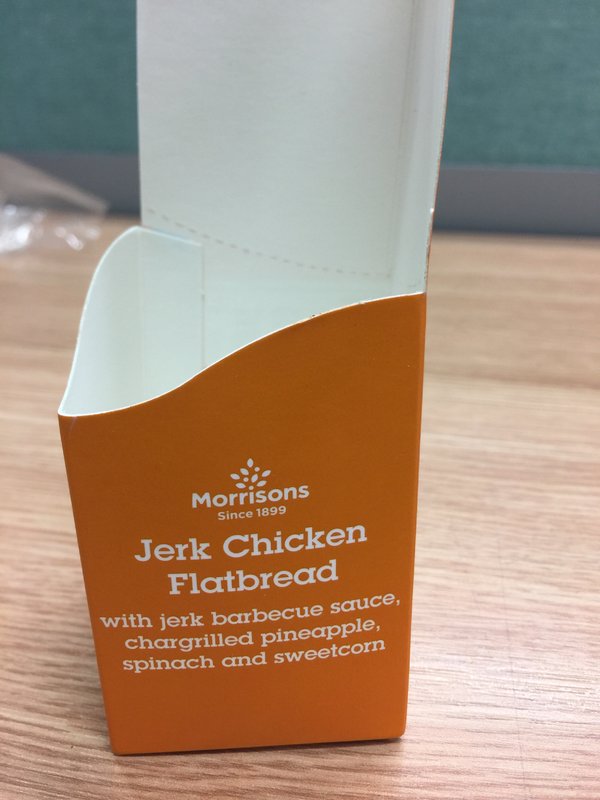 Morrisons
Since 1899
Jerk Chicken
Flatbread
with jerk barbecue sauce,
chargrilled pineapple,
spinach and sweetcorn